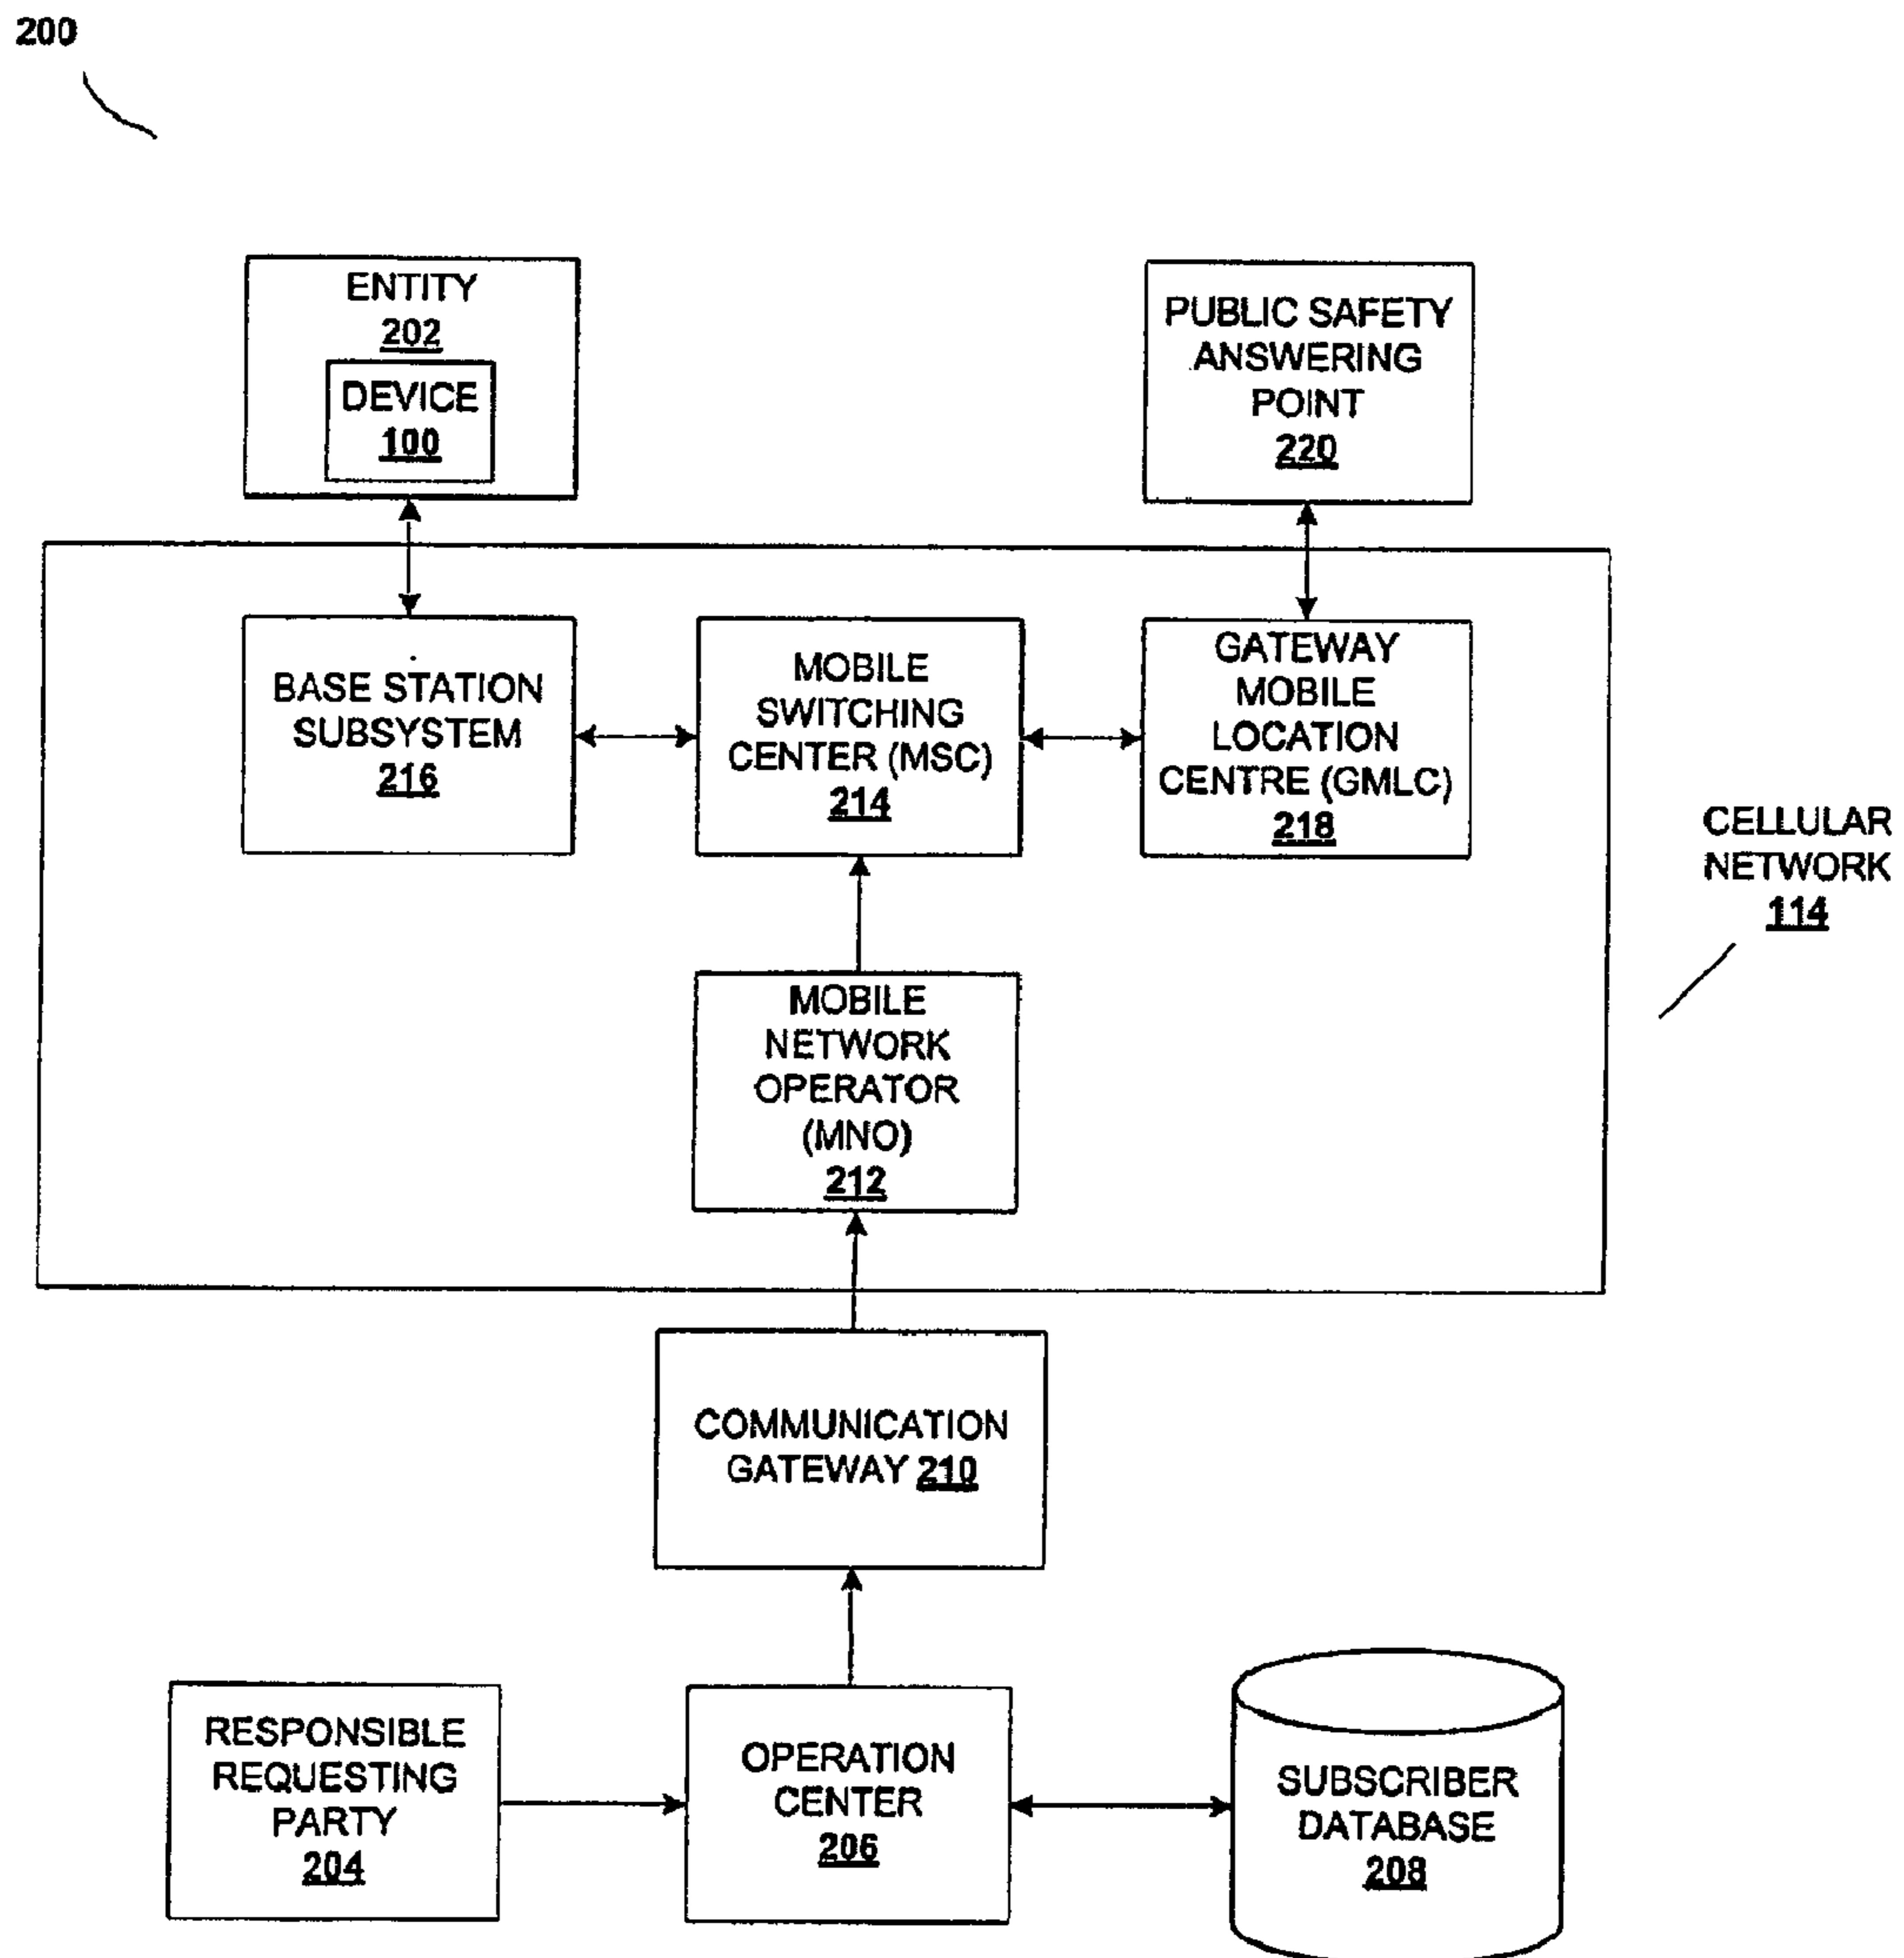 200
ENTITY
202
DEVICE
100
PUBLIC SAFETY
ANSWERING
POINT
220
BASE STATION
SUBSYSTEM
216
MOBILE
SWITCHING
CENTER (MSC)
214
GATEWAY
MOBILE
LOCATION
CENTRE (GMLC)
218
CELLULAR
NETWORK
114
MOBILE
NETWORK
OPERATOR
(MNO)
212
COMMUNICATION
GATEWAY 210
RESPONSIBLE
REQUESTING
PARTY
204
OPERATION
CENTER
206
SUBSCRIBER
DATABASE
208